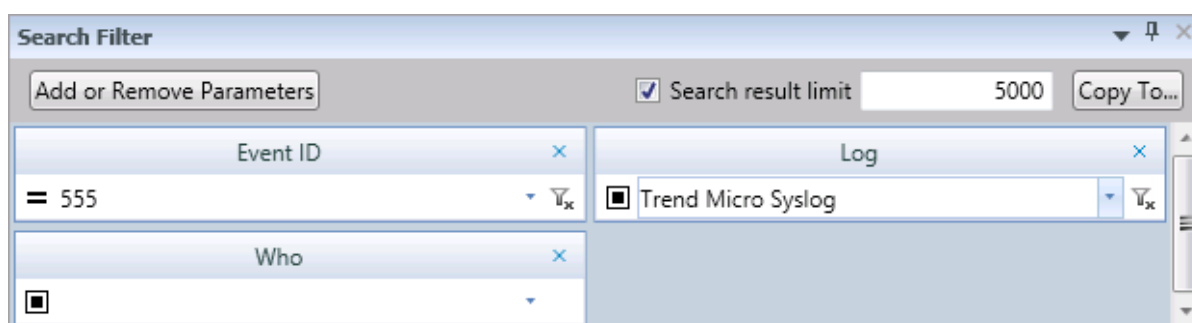 Search Filter
Add or Remove Parameters Search result limit 5000 Copy To...
Event ID Log
= 555 Trend Micro Syslog
Who